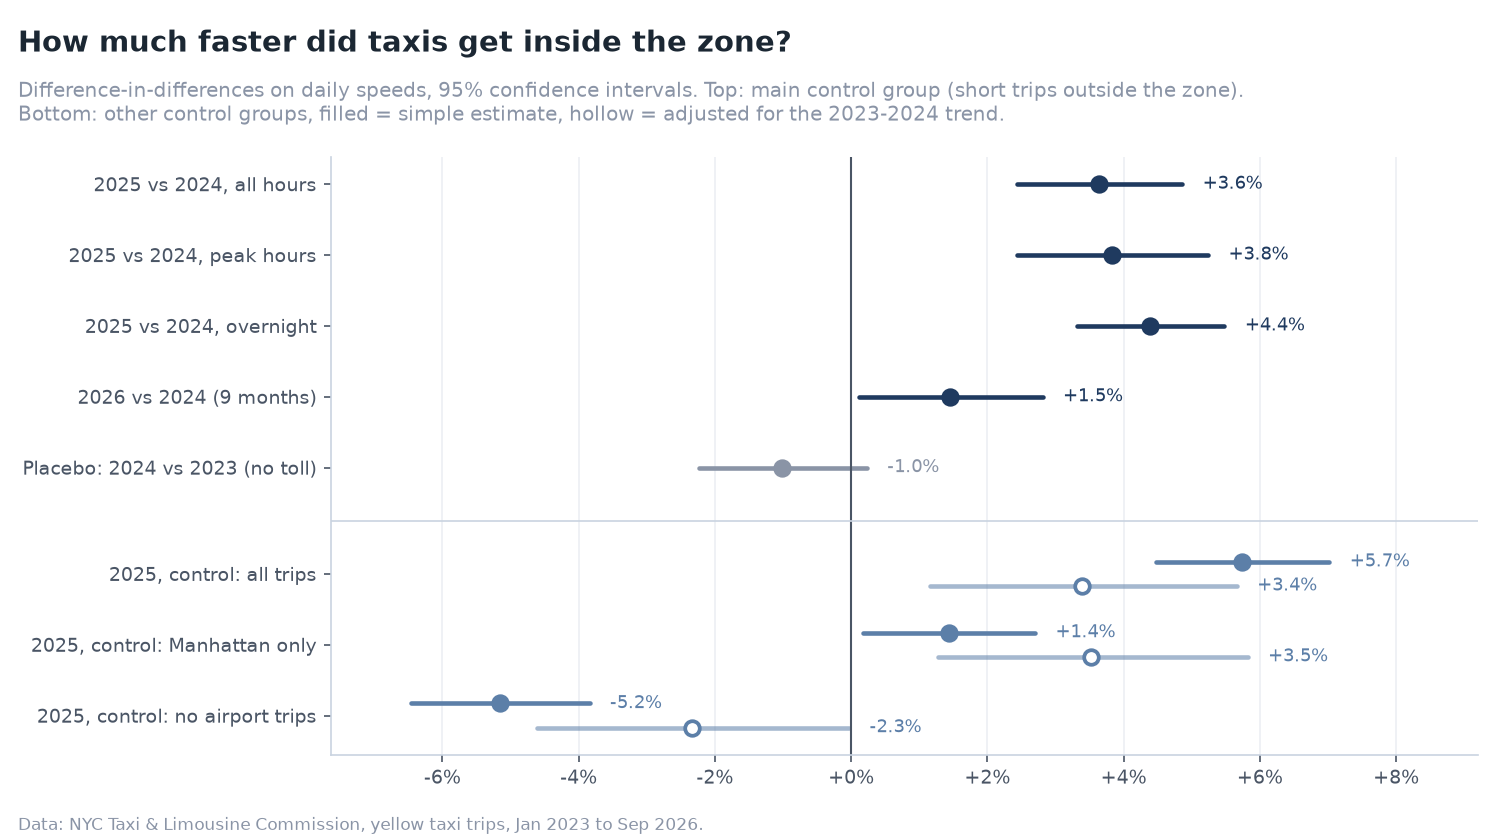 How much faster did taxis get inside the zone?
Difference-in-differences on daily speeds, 95% confidence intervals. Top: main control group (short trips outside the zone).
Bottom: other control groups, filled = simple estimate, hollow = adjusted for the 2023-2024 trend.
2025 vs 2024, all hours
+3.6%
2025 vs 2024, peak hours
+3.8%
2025 vs 2024, overnight
+4.4%
2026 vs 2024 (9 months)
+1.5%
Placebo: 2024 vs 2023 (no toll)
-1.0%
2025, control: all trips
+5.7%
+3.4%
2025, control: Manhattan only
+1.4%
+3.5%
2025, control: no airport trips
-5.2%
-2.3%
-6% -4% -2% +0% +2% +4% +6% +8%
Data: NYC Taxi & Limousine Commission, yellow taxi trips, Jan 2023 to Sep 2026.